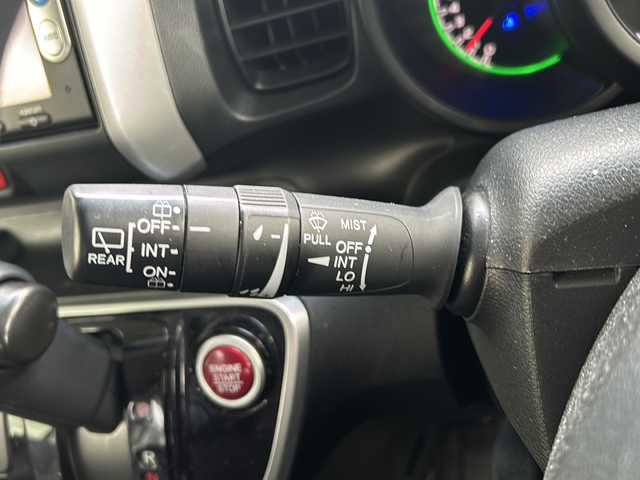 OFF
REAR
INT
ON
PULL
MIST
OFF
INT
LO
HI
ENGINE
START
STOP
R